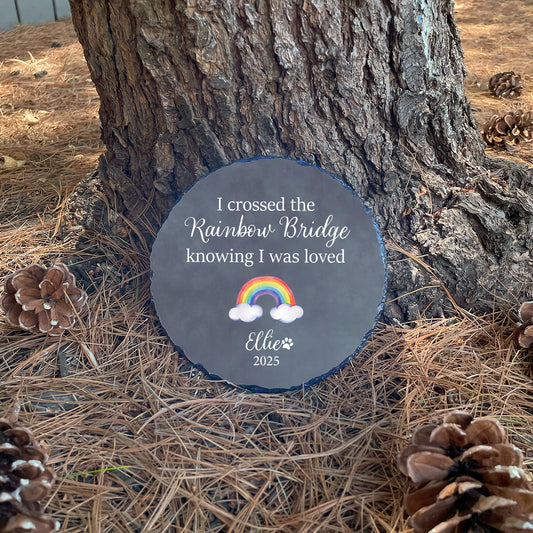 I crossed the
Rainbow Bridge
knowing I was loved
Ellie
2025